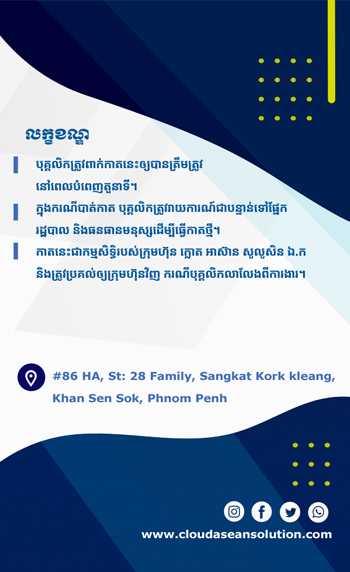 លក្ខខណ្ឌ
បុគ្គលិកត្រូវពាក់កាតនេះឲ្យបានត្រឹមត្រូវ
នៅពេលបំពេញតួនាទី។
ក្នុងករណីបាត់កាត បុគ្គលិកត្រូវរាយការណ៍ជាបន្ទាន់ទៅផ្នែក
រដ្ឋបាល និងធនធានមនុស្សដើម្បីធ្វើកាតថ្មី។
កាតនេះជាកម្មសិទ្ធិរបស់ក្រុមហ៊ុន ក្លោត អាស៊ាន សូលូសិន ឯ.ក
និងត្រូវប្រគល់ឲ្យក្រុមហ៊ុនវិញ ករណីបុគ្គលិកលាលែងពីការងារ។
#86 HA, St: 28 Family, Sangkat Kork kleang,
Khan Sen Sok, Phnom Penh
www.cloudaseansolution.com